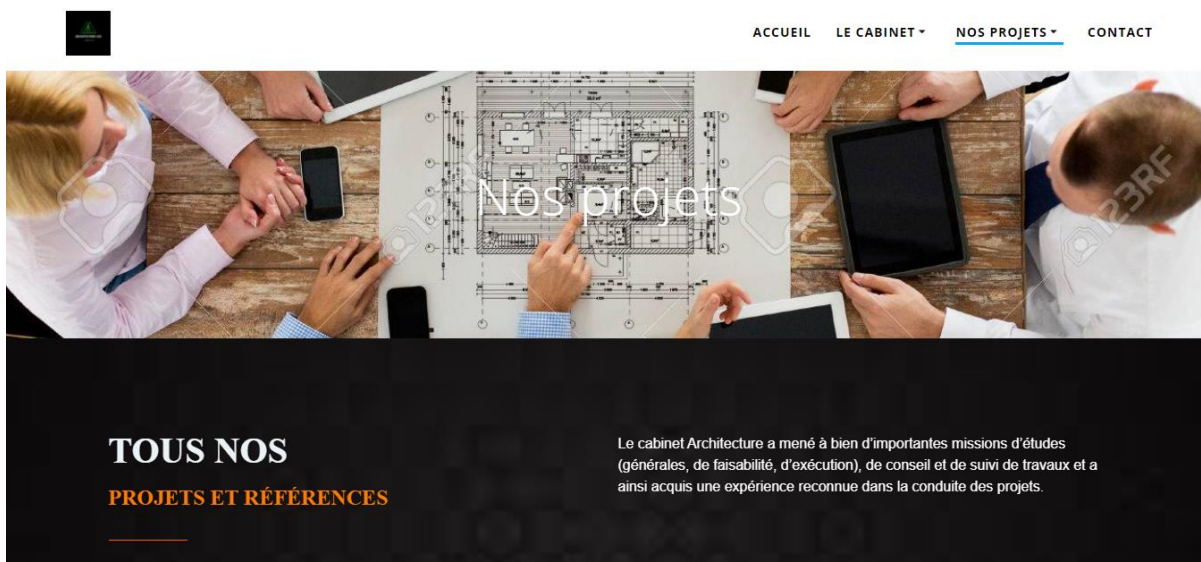 ACCUEIL LE CABINET NOS PROJETS CONTACT
Nos projets
123RF
123RF
TOUS NOS
PROJETS ET RÉFÉRENCES
Le cabinet Architecture a mené à bien d’importantes missions d’études
(générales, de faisabilité, d’exécution), de conseil et de suivi de travaux et a
ainsi acquis une expérience reconnue dans la conduite des projets.